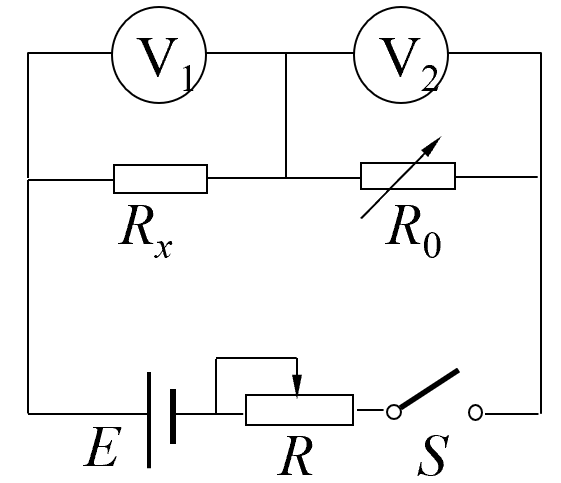 V₁ V₂
Rₓ R₀
E R S